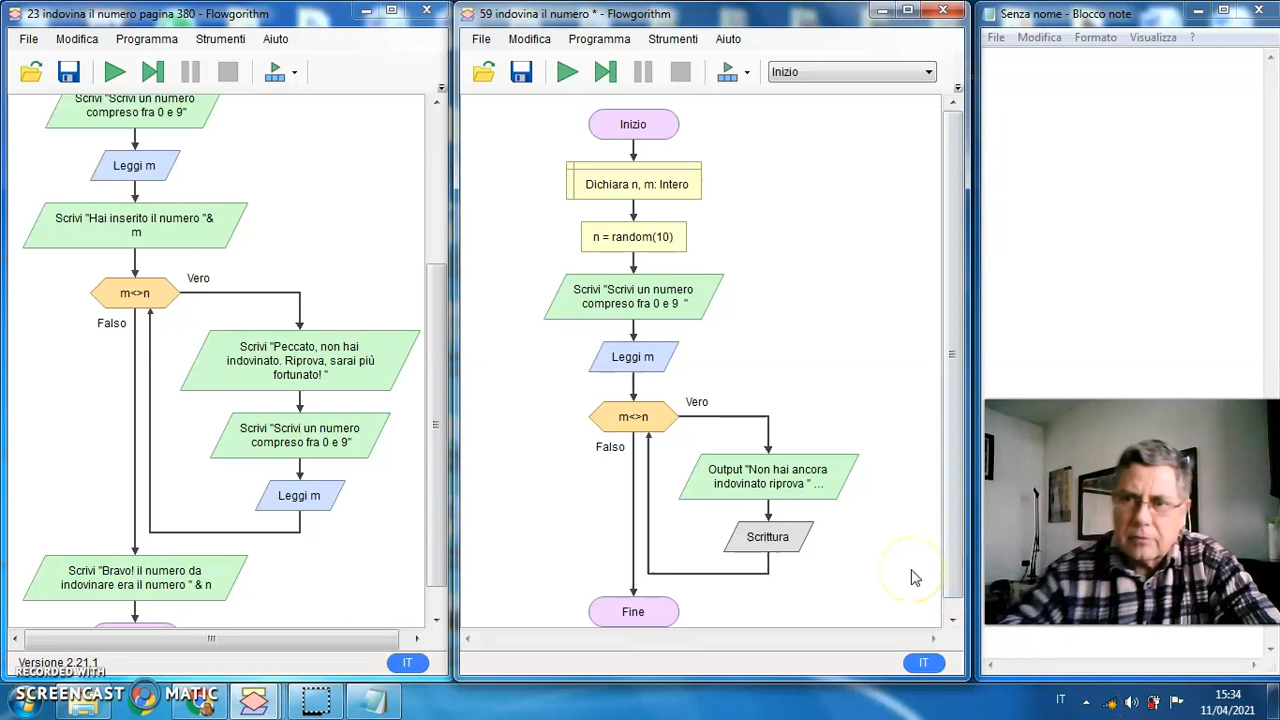 23 indovina il numero pagina 380 - Flowgorithm
File Modifica Programma Strumenti Aiuto
Scrivi "Scrivi un numero
compreso fra 0 e 9"
Leggi m
Scrivi "Hai inserito il numero "&
m
m<>n
Vero
Falso
Scrivi "Peccato, non hai
indovinato. Riprova, sarai più
fortunato! "
Scrivi "Scrivi un numero
compreso fra 0 e 9"
Leggi m
Scrivi "Bravo! il numero da
indovinare era il numero " & n
Versione 2.21.1
IT
59 indovina il numero * - Flowgorithm
File Modifica Programma Strumenti Aiuto
Inizio
Inizio
Dichiara n, m: Intero
n = random(10)
Scrivi "Scrivi un numero
compreso fra 0 e 9 "
Leggi m
m<>n
Vero
Falso
Output "Non hai ancora
indovinato riprova " ...
Scrittura
Fine
IT
Senza nome - Blocco note
File Modifica Formato Visualizza ?
RECORDED WITH
SCREENCAST MATIC
IT
15:34
11/04/2021